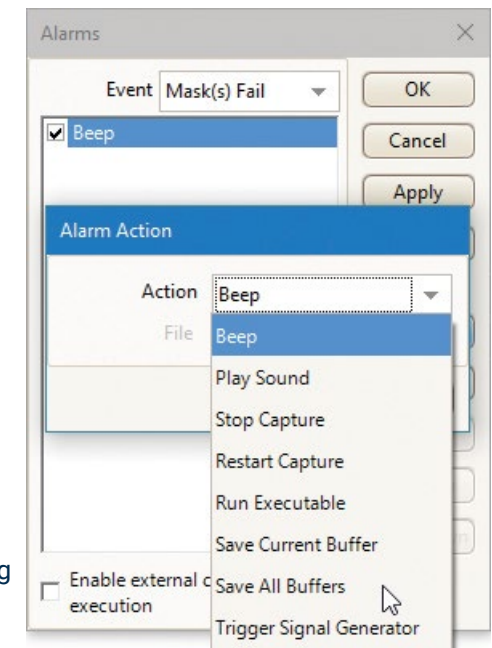 Alarms
Event Mask(s) Fail
OK
Beep
Cancel
Apply
Alarm Action
Action Beep
File
Beep
Play Sound
Stop Capture
Restart Capture
Run Executable
Save Current Buffer
Save All Buffers
Trigger Signal Generator
Enable external
execution